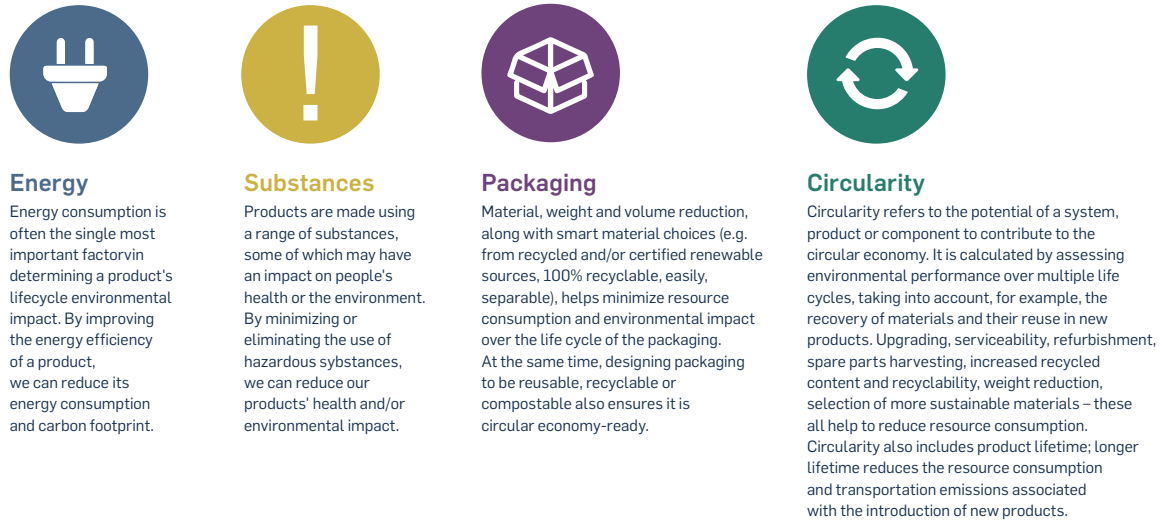 Energy
Energy consumption is
often the single most
important factorvin
determining a product's
lifecycle environmental
impact. By improving
the energy efficiency
of a product,
we can reduce its
energy consumption
and carbon footprint.
Substances
Products are made using
a range of substances,
some of which may have
an impact on people's
health or the environment.
By minimizing or
eliminating the use of
hazardous sybstances,
we can reduce our
products' health and/or
environmental impact.
Packaging
Material, weight and volume reduction,
along with smart material choices (e.g.
from recycled and/or certified renewable
sources, 100% recyclable, easily,
separable), helps minimize resource
consumption and environmental impact
over the life cycle of the packaging.
At the same time, designing packaging
to be reusable, recyclable or
compostable also ensures it is
circular economy-ready.
Circularity
Circularity refers to the potential of a system,
product or component to contribute to the
circular economy. It is calculated by assessing
environmental performance over multiple life
cycles, taking into account, for example, the
recovery of materials and their reuse in new
products. Upgrading, serviceability, refurbishment,
spare parts harvesting, increased recycled
content and recyclability, weight reduction,
selection of more sustainable materials – these
all help to reduce resource consumption.
Circularity also includes product lifetime; longer
lifetime reduces the resource consumption
and transportation emissions associated
with the introduction of new products.